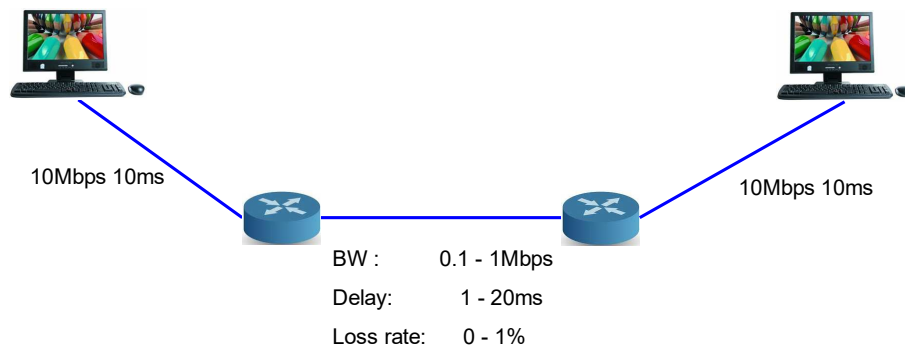 10Mbps 10ms
10Mbps 10ms
BW : 0.1 - 1Mbps
Delay: 1 - 20ms
Loss rate: 0 - 1%